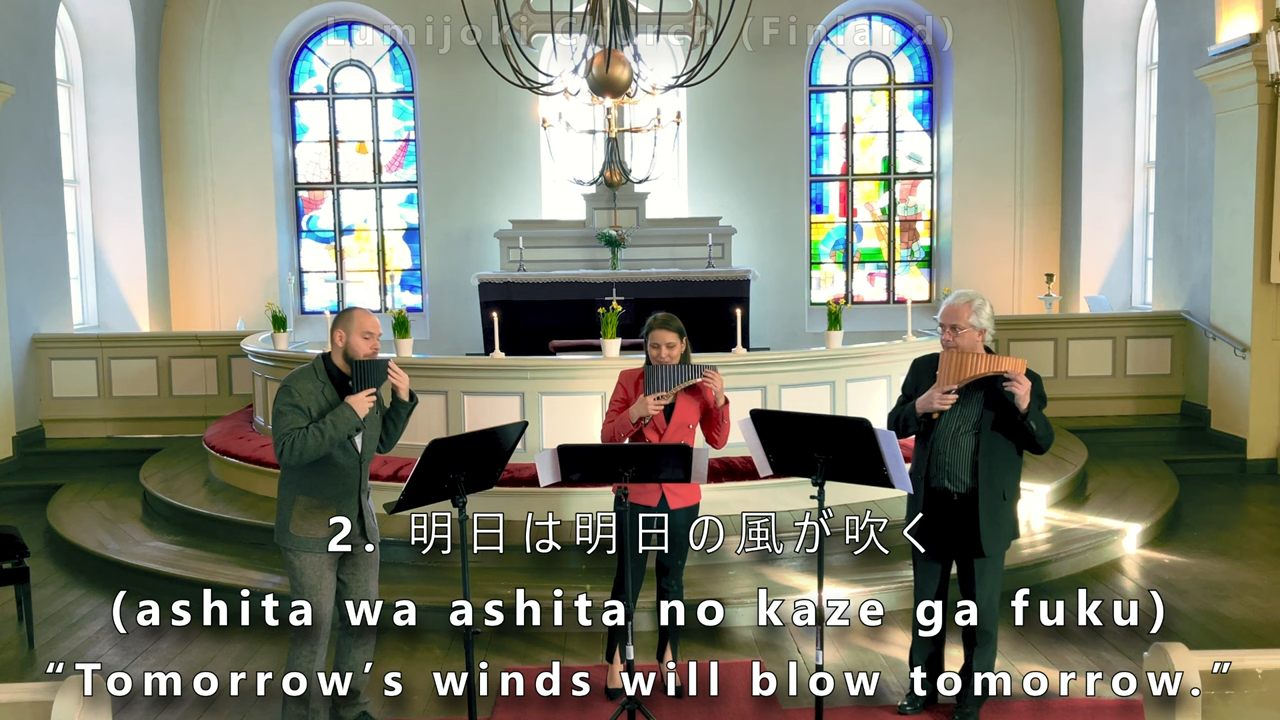 Lumijoki Church (Finland)
2. 明日は明日の風が吹く
(ashita wa ashita no kaze ga fuku)
“Tomorrow’s winds will blow tomorrow.”